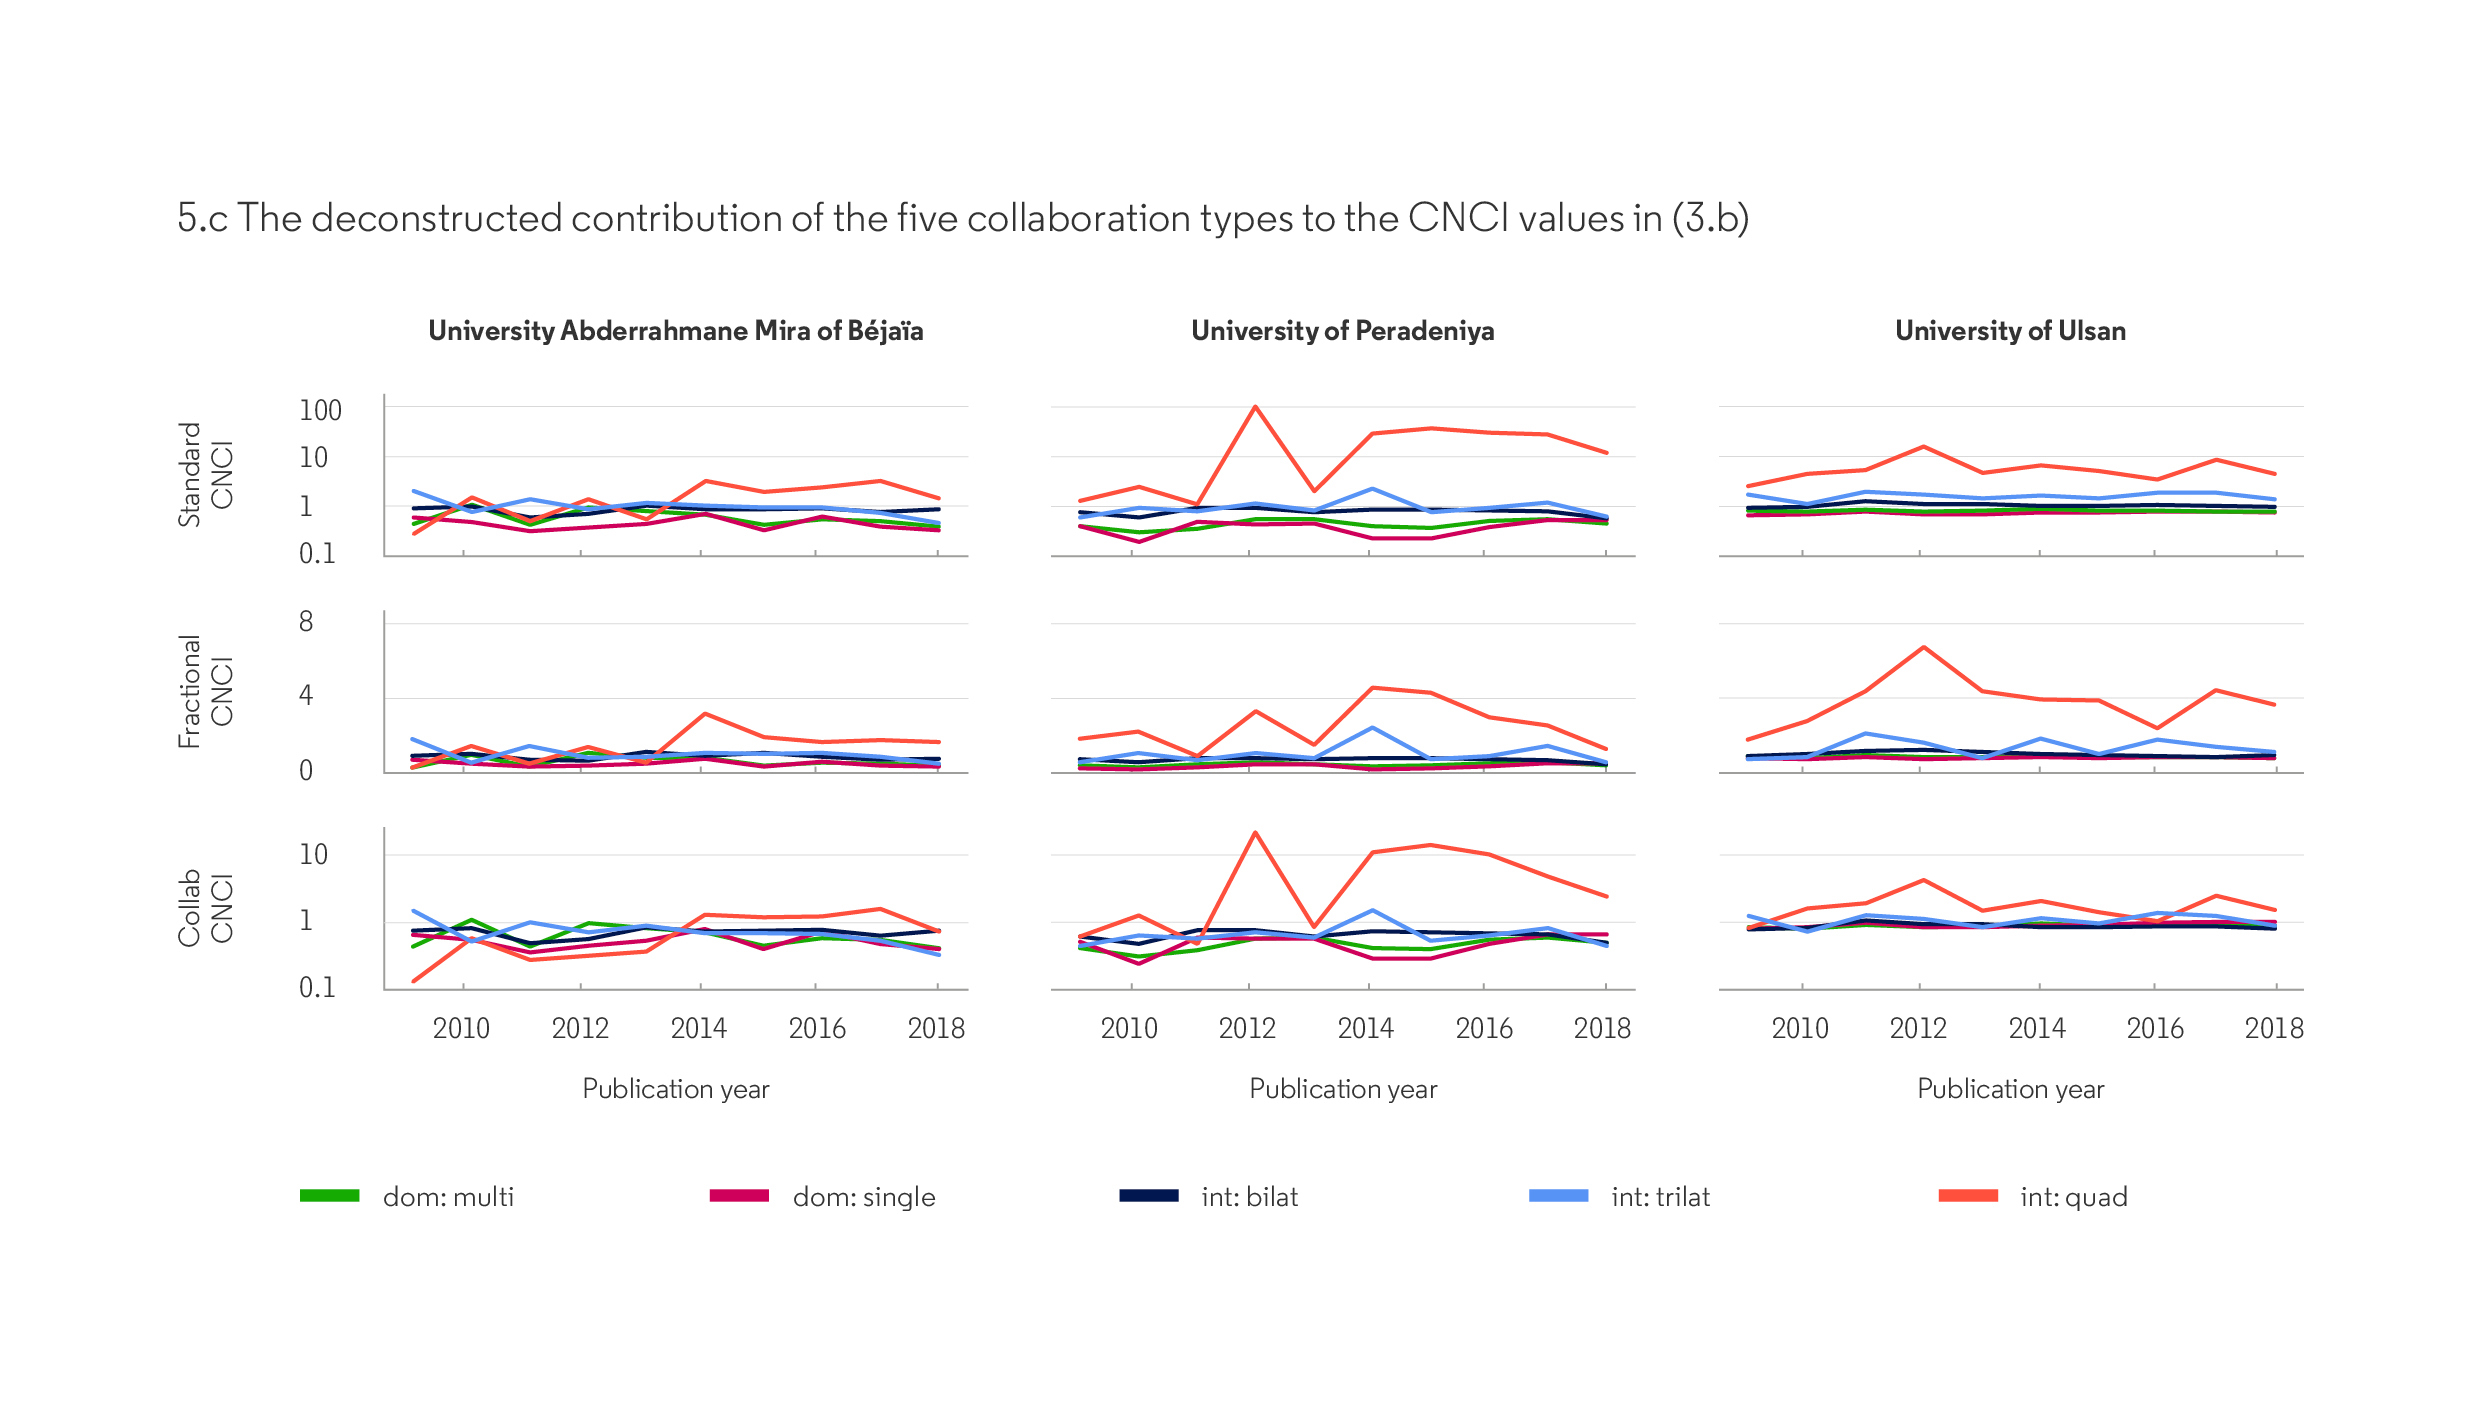 5.c The deconstructed contribution of the five collaboration types to the CNCI values in (3.b)
University Abderrahmane Mira of Béjaïa
University of Peradeniya
University of Ulsan
Standard
CNCI
100
10
1
0.1
Fractional
CNCI
8
4
0
Collab
CNCI
10
1
0.1
2010 2012 2014 2016 2018
2010 2012 2014 2016 2018
2010 2012 2014 2016 2018
Publication year
Publication year
Publication year
dom: multi
dom: single
int: bilat
int: trilat
int: quad